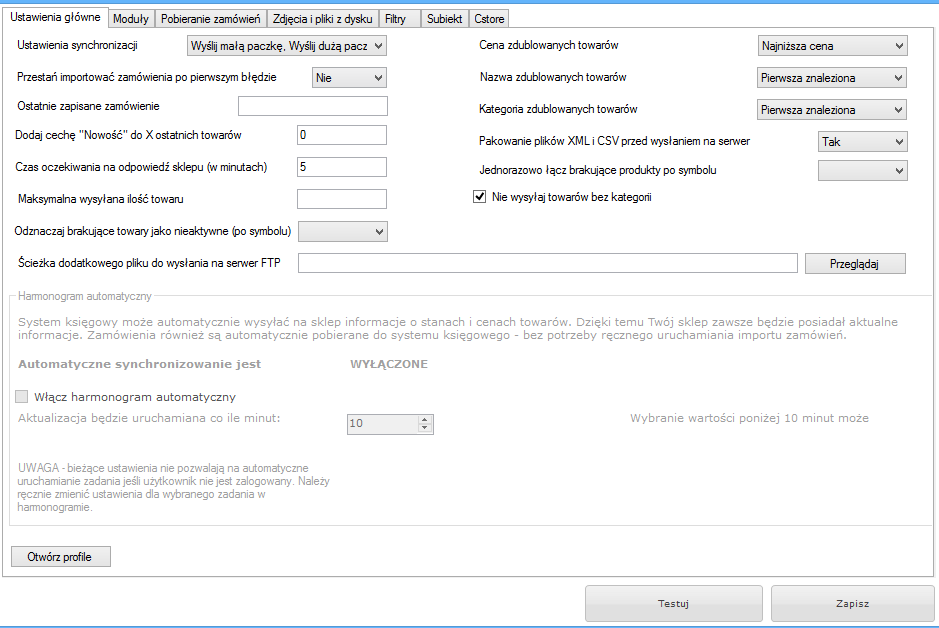 Ustawienia główne Moduły Pobieranie zamówień Zdjęcia i pliki z dysku Filtry Subiekt Cstore
Ustawienia synchronizacji Wyślij małą paczkę, Wyślij dużą pacz
Przestań importować zamówienia po pierwszym błędzie Nie
Ostatnie zapisane zamówienie
Dodaj cechę "Nowość" do X ostatnich towarów 0
Czas oczekiwania na odpowiedź sklepu (w minutach) 5
Maksymalna wysyłana ilość towaru
Odznaczaj brakujące towary jako nieaktywne (po symbolu)
Cena zdublowanych towarów Najniższa cena
Nazwa zdublowanych towarów Pierwsza znaleziona
Kategoria zdublowanych towarów Pierwsza znaleziona
Pakowanie plików XML i CSV przed wysłaniem na serwer Tak
Jednorazowo łącz brakujące produkty po symbolu
Nie wysyłaj towarów bez kategorii
Ścieżka dodatkowego pliku do wysłania na serwer FTP Przeglądaj
Harmonogram automatyczny
System księgowy może automatycznie wysyłać na sklep informacje o stanach i cenach towarów. Dzięki temu Twój sklep zawsze będzie posiadał aktualne
informacje. Zamówienia również są automatycznie pobierane do systemu księgowego - bez potrzeby ręcznego uruchamiania importu zamówień.
Automatyczne synchronizowanie jest WYŁĄCZONE
Włącz harmonogram automatyczny
Aktualizacja będzie uruchamiana co ile minut: 10 Wybranie wartości poniżej 10 minut może
UWAGA - bieżące ustawienia nie pozwalają na automatyczne
uruchamianie zadania jeśli użytkownik nie jest zalogowany. Należy
ręcznie zmienić ustawienia dla wybranego zadania w
harmonogramie.
Otwórz profile
Testuj Zapisz